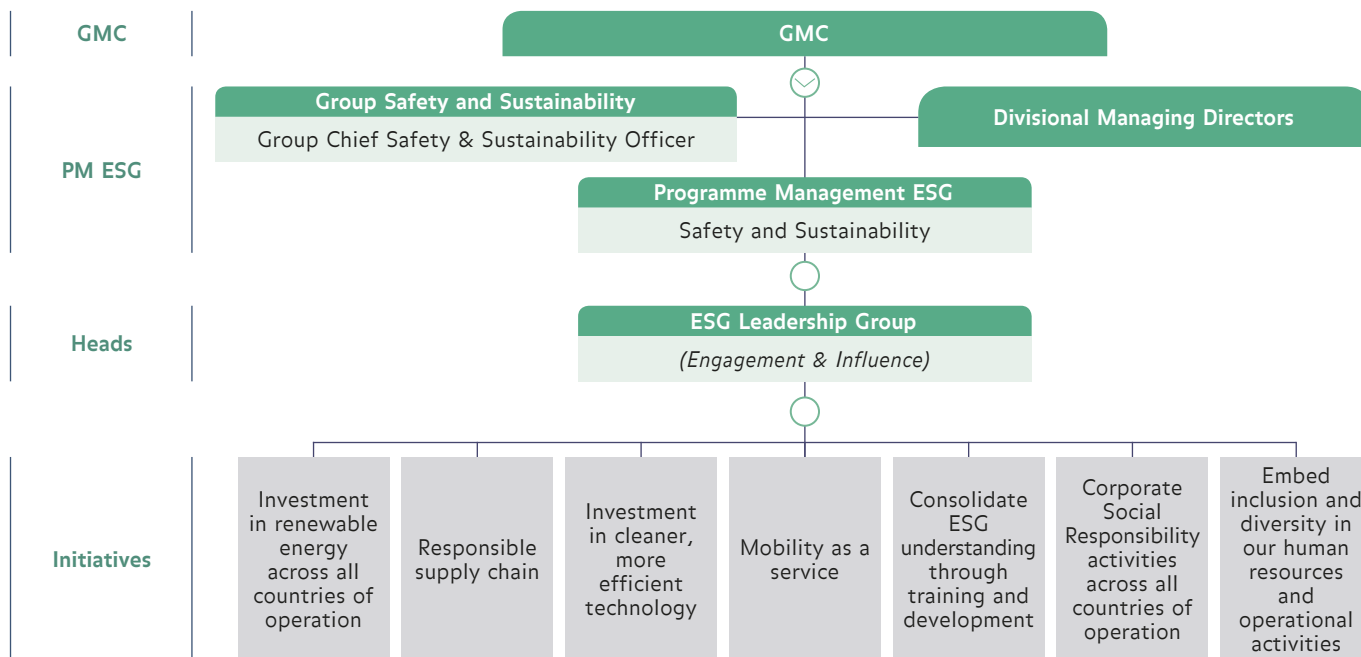 GMC
GMC
PM ESG
Group Safety and Sustainability
Group Chief Safety & Sustainability Officer
Divisional Managing Directors
Programme Management ESG
Safety and Sustainability
Heads
ESG Leadership Group
(Engagement & Influence)
Initiatives
Investment
in renewable
energy
across all
countries of
operation
Responsible
supply chain
Investment
in cleaner,
more
efficient
technology
Mobility as a
service
Consolidate
ESG
understanding
through
training and
development
Corporate
Social
Responsibility
activities
across all
countries of
operation
Embed
inclusion and
diversity in
our human
resources
and
operational
activities